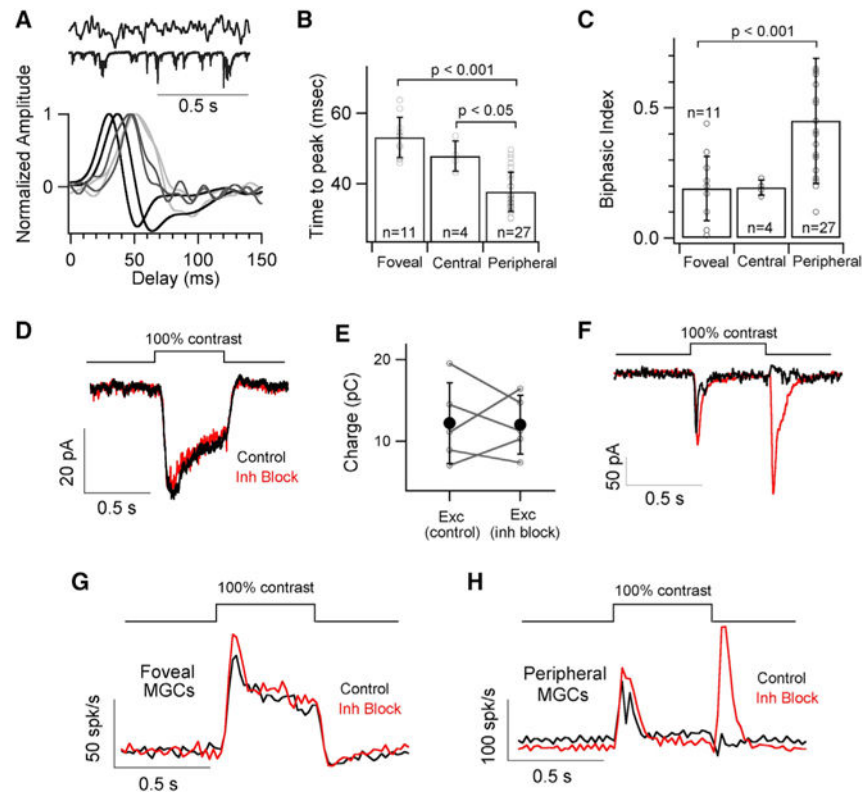 A
0.5 s
Normalized Amplitude
1
0
0 50 100 150
Delay (ms)
B
p < 0.001
p < 0.05
Time to peak (msec)
60
40
n=11 n=4 n=27
Foveal Central Peripheral
C
p < 0.001
Biphasic Index
0.5
0.0
n=11
n=4 n=27
Foveal Central Peripheral
D
100% contrast
20 pA
0.5 s
Control
Inh Block
E
Charge (pC)
20
10
Exc Exc
(control) (inh block)
F
100% contrast
50 pA
0.5 s
G
100% contrast
Foveal
MGCs
Control
Inh Block
50 spk/s
0.5 s
H
100% contrast
Peripheral
MGCs
Control
Inh Block
100 spk/s
0.5 s